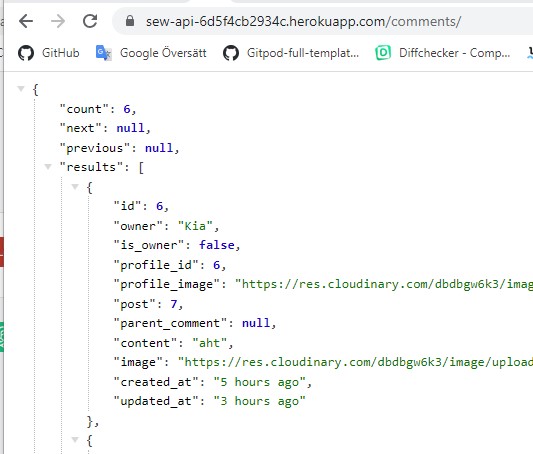 sew-api-6d5f4cb2934c.herokuapp.com/comments/
GitHub Google Översätt Gitpod-full-templat... Diffchecker - Comp...
{
"count": 6,
"next": null,
"previous": null,
"results": [
{
"id": 6,
"owner": "Kia",
"is_owner": false,
"profile_id": 6,
"profile_image": "https://res.cloudinary.com/dbdbgw6k3/imag
"post": 7,
"parent_comment": null,
"content": "aht",
"image": "https://res.cloudinary.com/dbdbgw6k3/image/upload
"created_at": "5 hours ago",
"updated_at": "3 hours ago"
},
{